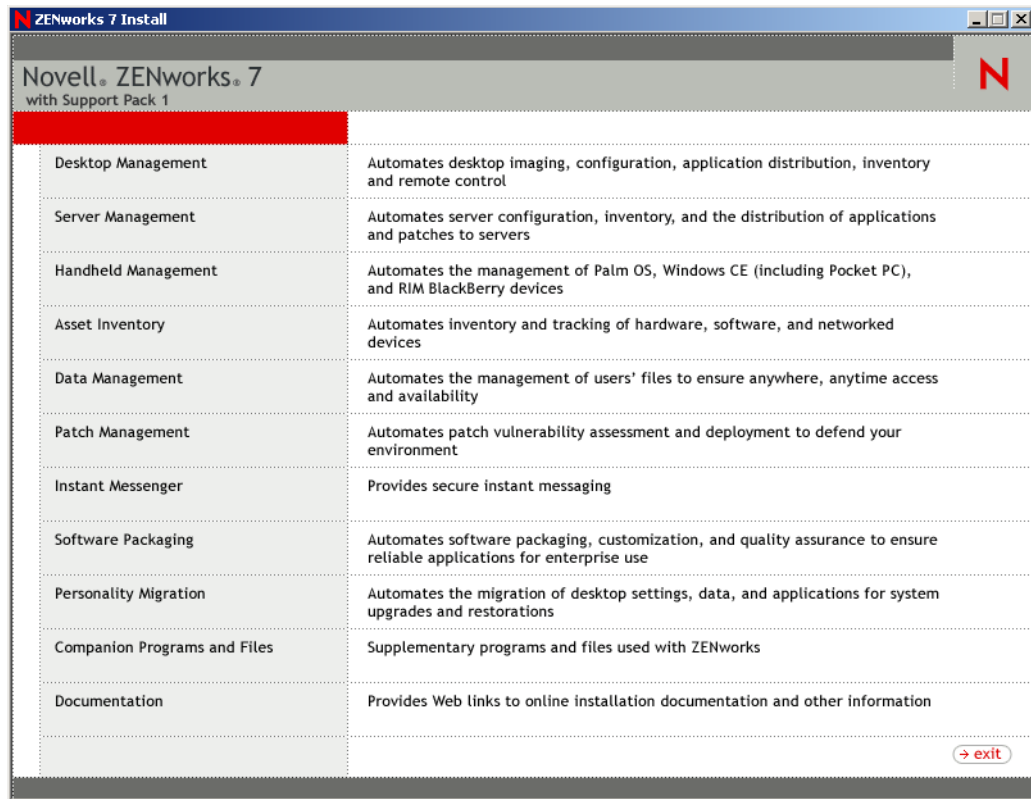 ZENworks 7 Install
Novell® ZENworks® 7
with Support Pack 1
N
Desktop Management
Automates desktop imaging, configuration, application distribution, inventory
and remote control
Server Management
Automates server configuration, inventory, and the distribution of applications
and patches to servers
Handheld Management
Automates the management of Palm OS, Windows CE (including Pocket PC),
and RIM BlackBerry devices
Asset Inventory
Automates inventory and tracking of hardware, software, and networked
devices
Data Management
Automates the management of users’ files to ensure anywhere, anytime access
and availability
Patch Management
Automates patch vulnerability assessment and deployment to defend your
environment
Instant Messenger
Provides secure instant messaging
Software Packaging
Automates software packaging, customization, and quality assurance to ensure
reliable applications for enterprise use
Personality Migration
Automates the migration of desktop settings, data, and applications for system
upgrades and restorations
Companion Programs and Files
Supplementary programs and files used with ZENworks
Documentation
Provides Web links to online installation documentation and other information
→ exit